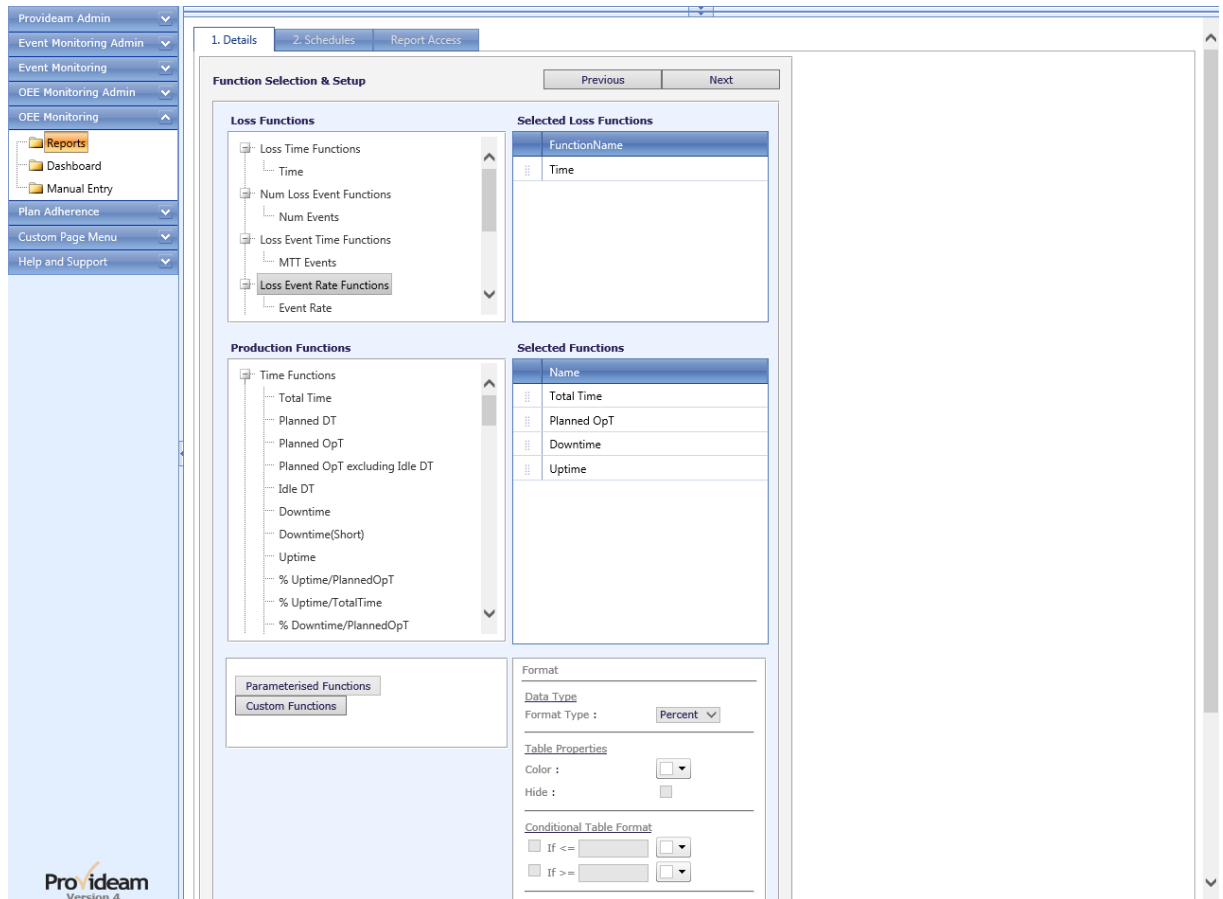 Provideam Admin
Event Monitoring Admin
Event Monitoring
OEE Monitoring Admin
OEE Monitoring
Reports
Dashboard
Manual Entry
Plan Adherence
Custom Page Menu
Help and Support
Provideam
Version 4
1. Details
2. Schedules
Report Access
Function Selection & Setup
Previous
Next
Loss Functions
Loss Time Functions
Time
Num Loss Event Functions
Num Events
Loss Event Time Functions
MTT Events
Loss Event Rate Functions
Event Rate
Selected Loss Functions
FunctionName
Time
Production Functions
Time Functions
Total Time
Planned DT
Planned OpT
Planned OpT excluding Idle DT
Idle DT
Downtime
Downtime(Short)
Uptime
% Uptime/PlannedOpT
% Uptime/TotalTime
% Downtime/PlannedOpT
Selected Functions
Name
Total Time
Planned OpT
Downtime
Uptime
Parameterised Functions
Custom Functions
Format
Data Type
Format Type : Percent
Table Properties
Color :
Hide :
Conditional Table Format
If <=
If >=